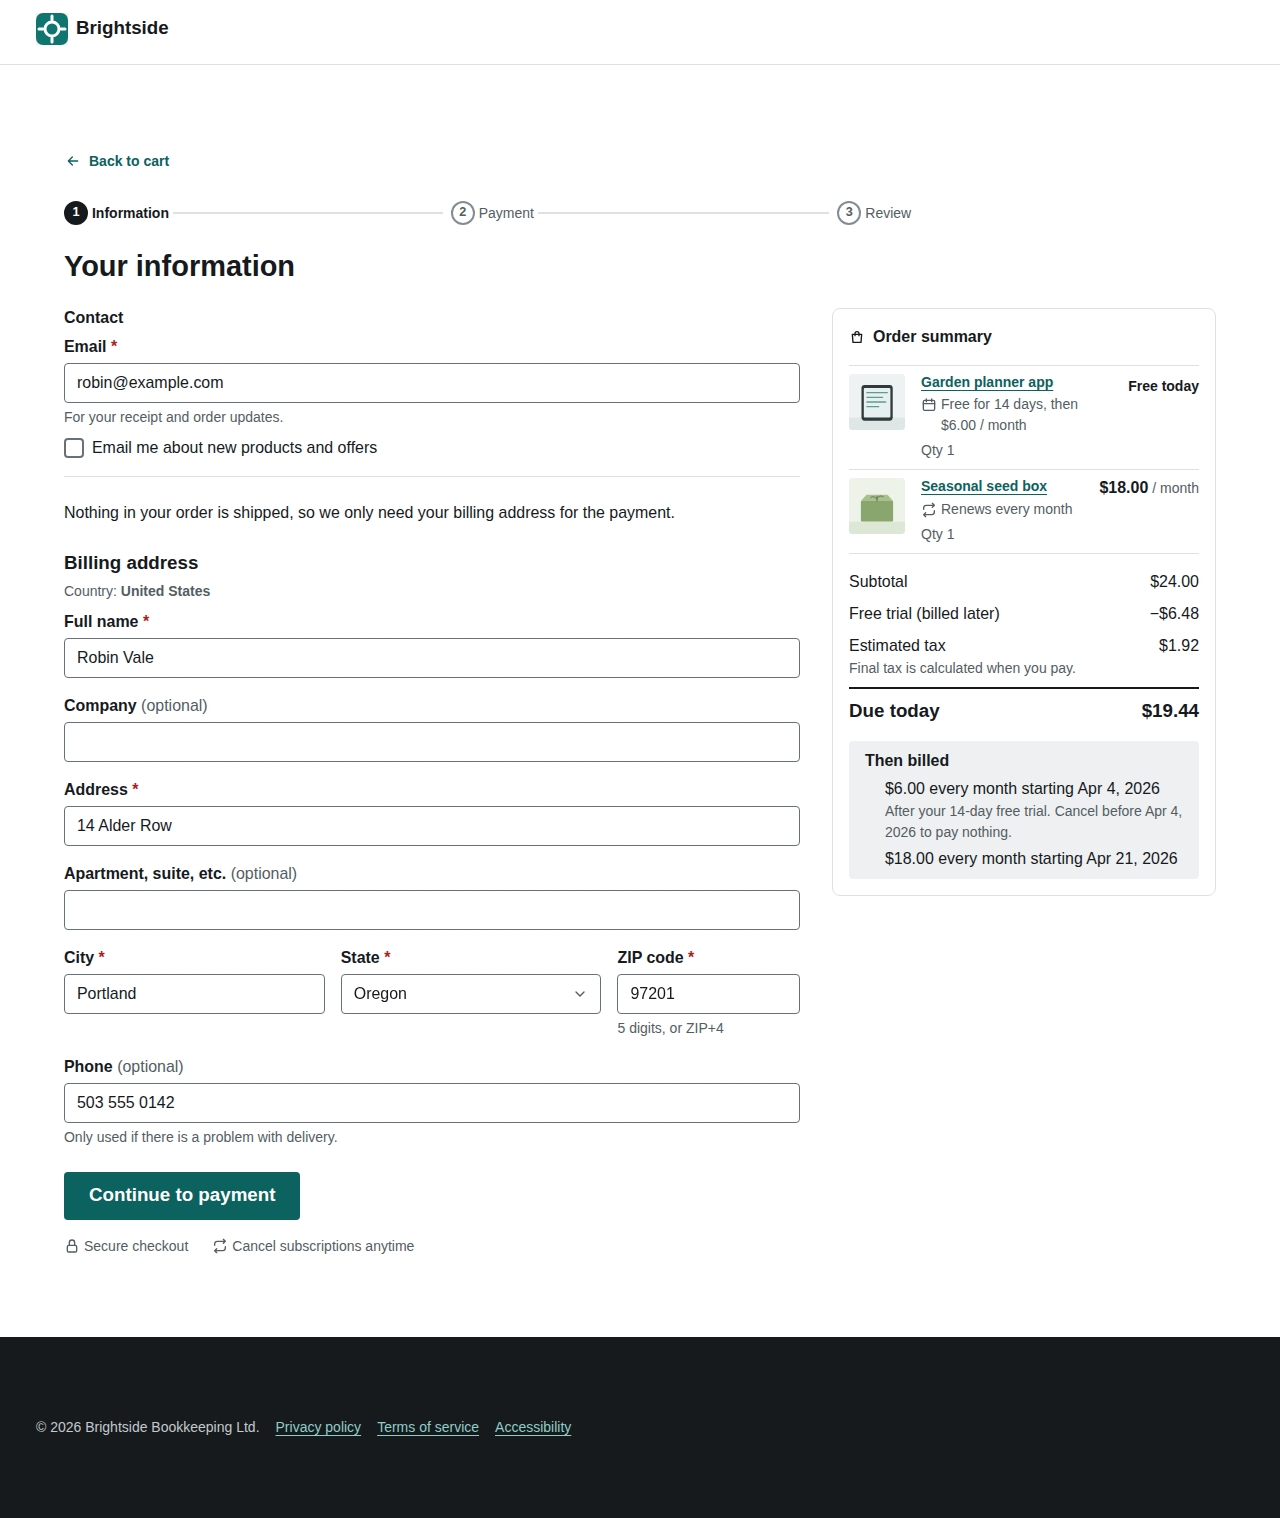 Brightside
Back to cart
1 Information
2 Payment
3 Review
Your information
Contact
Email *
robin@example.com
For your receipt and order updates.
Email me about new products and offers
Nothing in your order is shipped, so we only need your billing address for the payment.
Billing address
Country: United States
Full name *
Robin Vale
Company (optional)
Address *
14 Alder Row
Apartment, suite, etc. (optional)
City *
State *
ZIP code *
Portland
Oregon
97201
5 digits, or ZIP+4
Phone (optional)
503 555 0142
Only used if there is a problem with delivery.
Continue to payment
Secure checkout
Cancel subscriptions anytime
Order summary
Garden planner app
Free today
Free for 14 days, then
$6.00 / month
Qty 1
Seasonal seed box
$18.00 / month
Renews every month
Qty 1
Subtotal $24.00
Free trial (billed later) −$6.48
Estimated tax $1.92
Final tax is calculated when you pay.
Due today $19.44
Then billed
$6.00 every month starting Apr 4, 2026
After your 14-day free trial. Cancel before Apr 4,
2026 to pay nothing.
$18.00 every month starting Apr 21, 2026
© 2026 Brightside Bookkeeping Ltd. Privacy policy Terms of service Accessibility